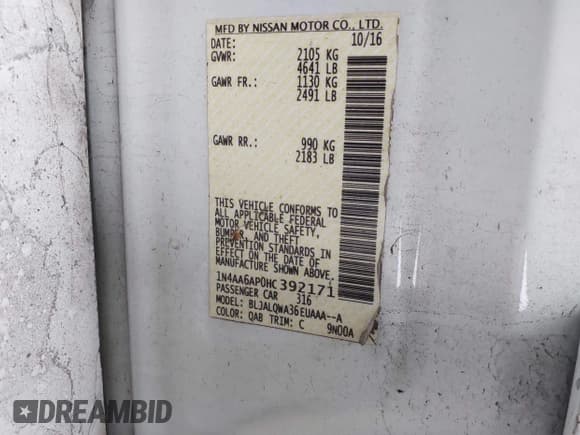 MFD BY NISSAN MOTOR CO., LTD.
DATE: 10/16
GVWR: 2105 KG
4641 LB
GAWR FR.: 1130 KG
2491 LB
GAWR RR.: 990 KG
2183 LB
THIS VEHICLE CONFORMS TO
ALL APPLICABLE FEDERAL
MOTOR VEHICLE SAFETY,
BUMPER, AND THEFT
PREVENTION STANDARDS IN
EFFECT ON THE DATE OF
MANUFACTURE SHOWN ABOVE.
1N4AA6AP0HC392171
PASSENGER CAR 316
MODEL: BLJALQWA36EUAAA--A
COLOR: QAB TRIM: C 9N00A
DREAMBID